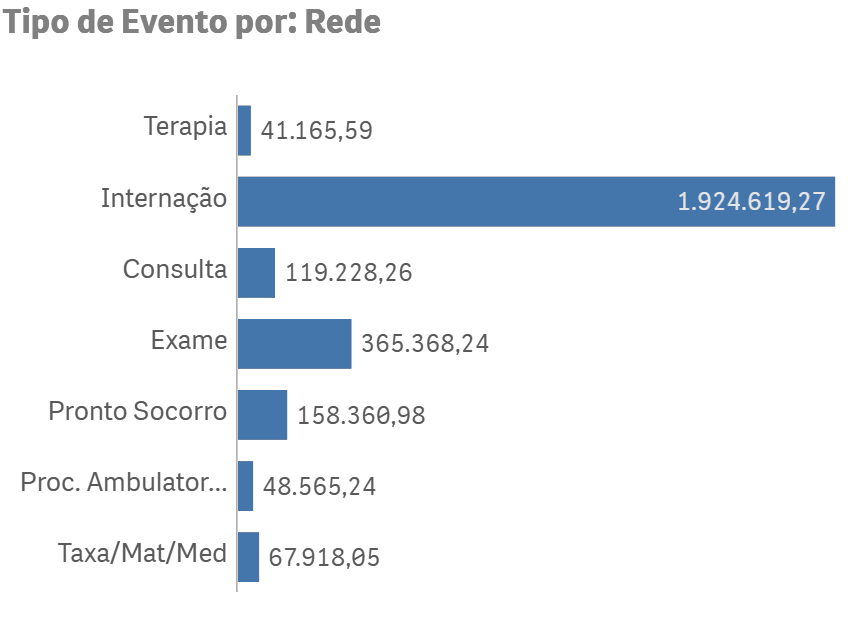 Tipo de Evento por: Rede
Terapia 41.165,59
Internação 1.924.619,27
Consulta 119.228,26
Exame 365.368,24
Pronto Socorro 158.360,98
Proc. Ambulator... 48.565,24
Taxa/Mat/Med 67.918,05